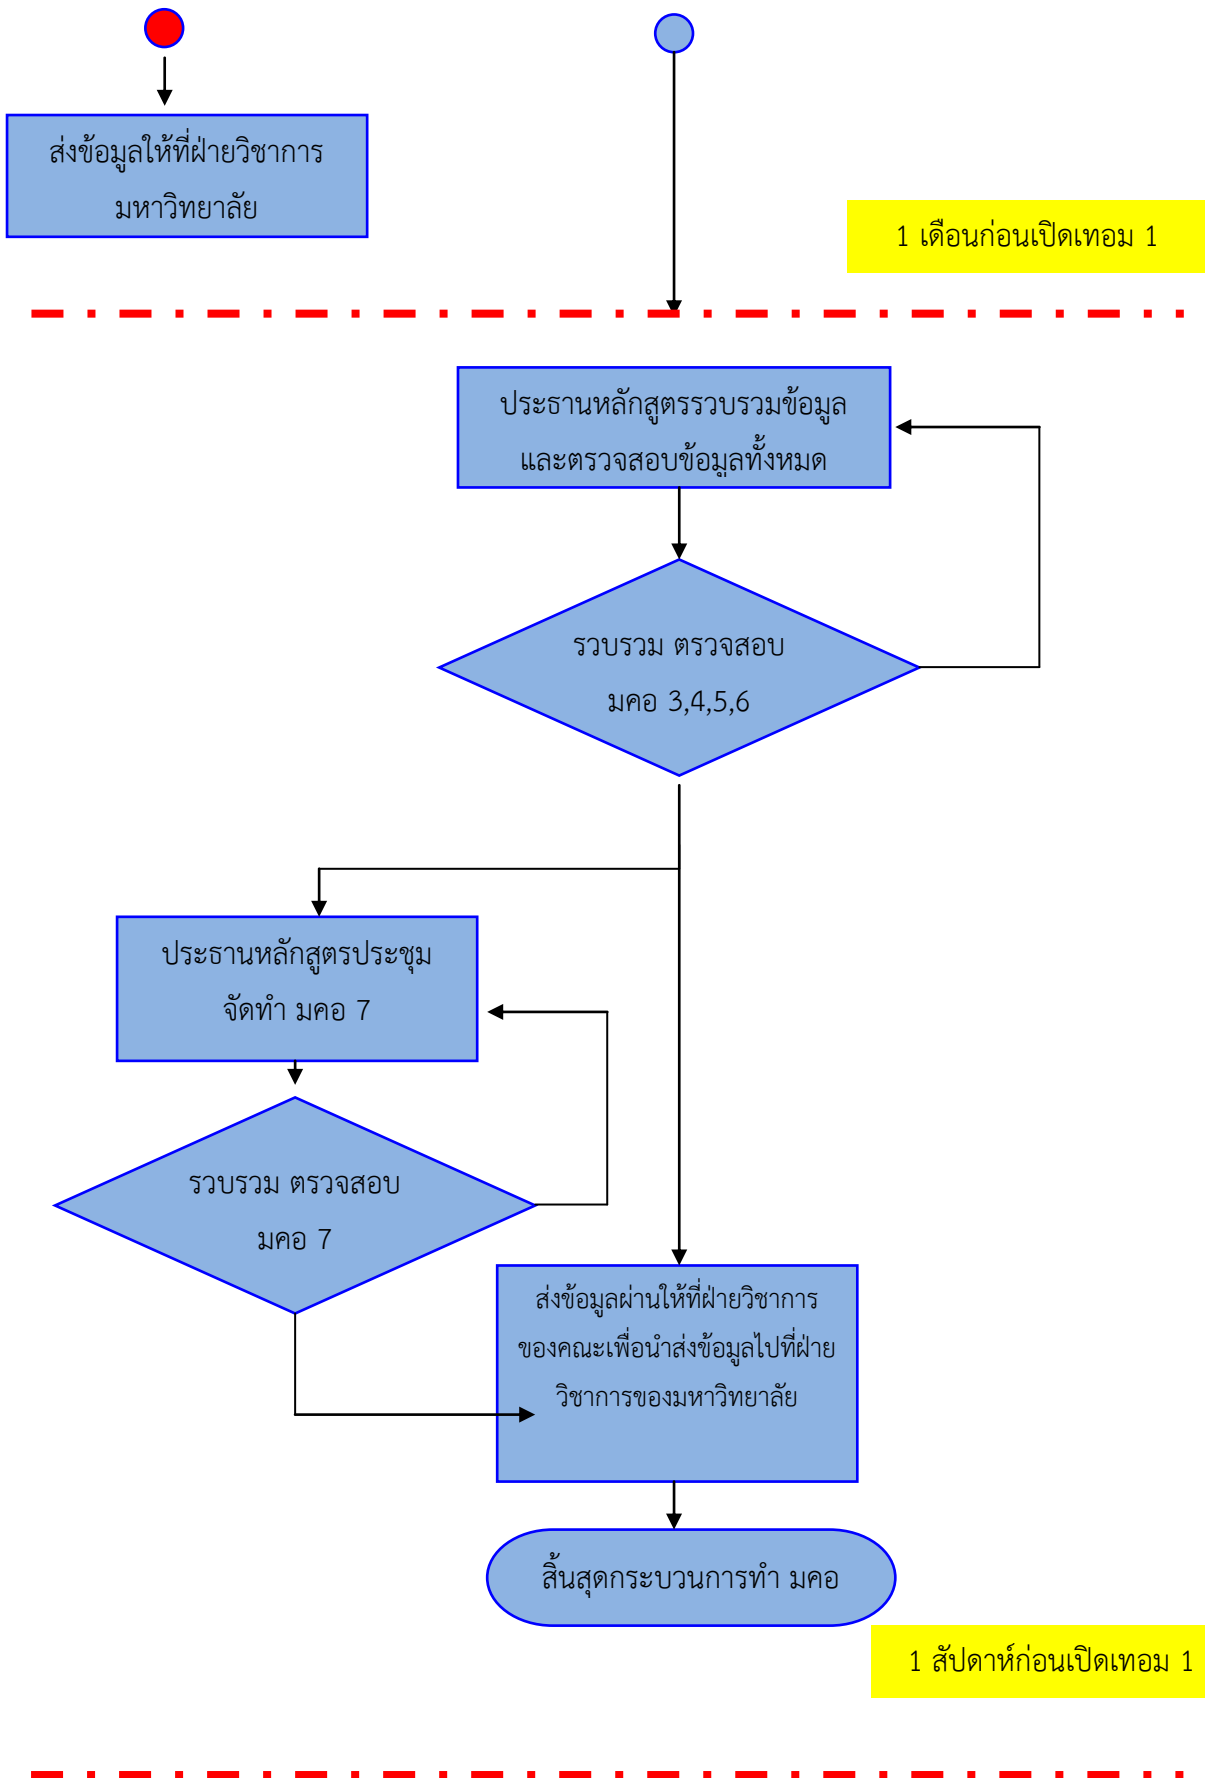 ส่งข้อมูลให้ที่ฝ่ายวิชาการ
มหาวิทยาลัย
1 เดือนก่อนเปิดเทอม 1
ประธานหลักสูตรรวบรวมข้อมูล
และตรวจสอบข้อมูลทั้งหมด
รวบรวม ตรวจสอบ
มคอ 3,4,5,6
ประธานหลักสูตรประชุม
จัดทำ มคอ 7
รวบรวม ตรวจสอบ
มคอ 7
ส่งข้อมูลผ่านให้ที่ฝ่ายวิชาการ
ของคณะเพื่อนำส่งข้อมูลไปที่ฝ่าย
วิชาการของมหาวิทยาลัย
สิ้นสุดกระบวนการทำ มคอ
1 สัปดาห์ก่อนเปิดเทอม 1